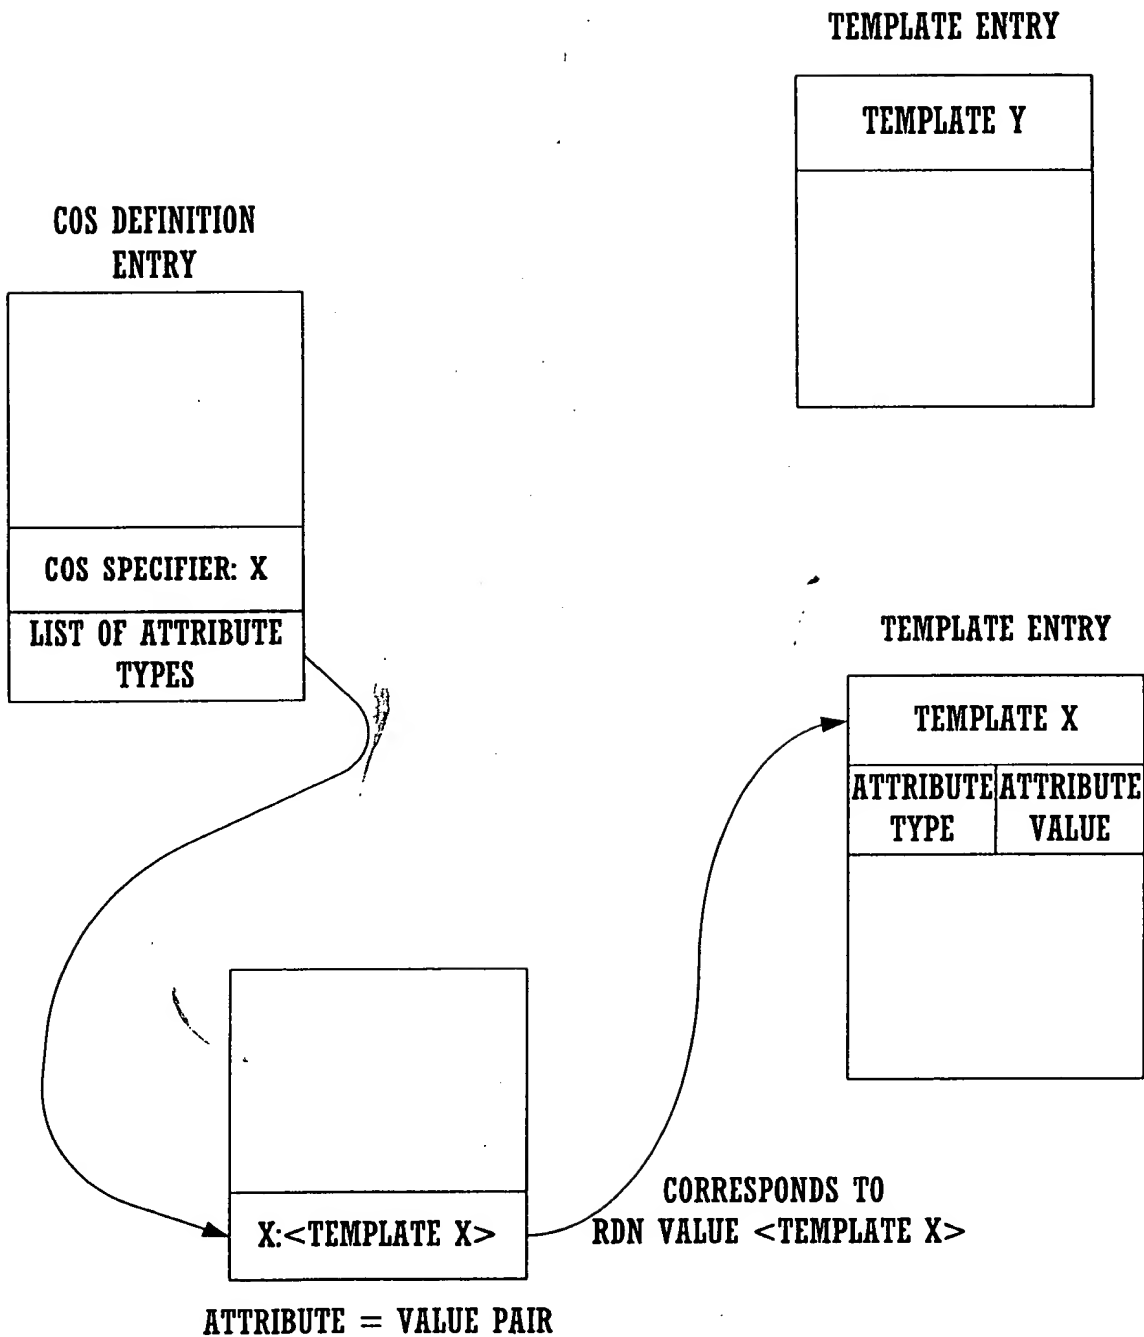 TEMPLATE ENTRY
TEMPLATE Y
COS DEFINITION
ENTRY
COS SPECIFIER: X
LIST OF ATTRIBUTE
TYPES
TEMPLATE ENTRY
TEMPLATE X
ATTRIBUTE
TYPE
ATTRIBUTE
VALUE
X:<TEMPLATE X>
CORRESPONDS TO
RDN VALUE <TEMPLATE X>
ATTRIBUTE = VALUE PAIR